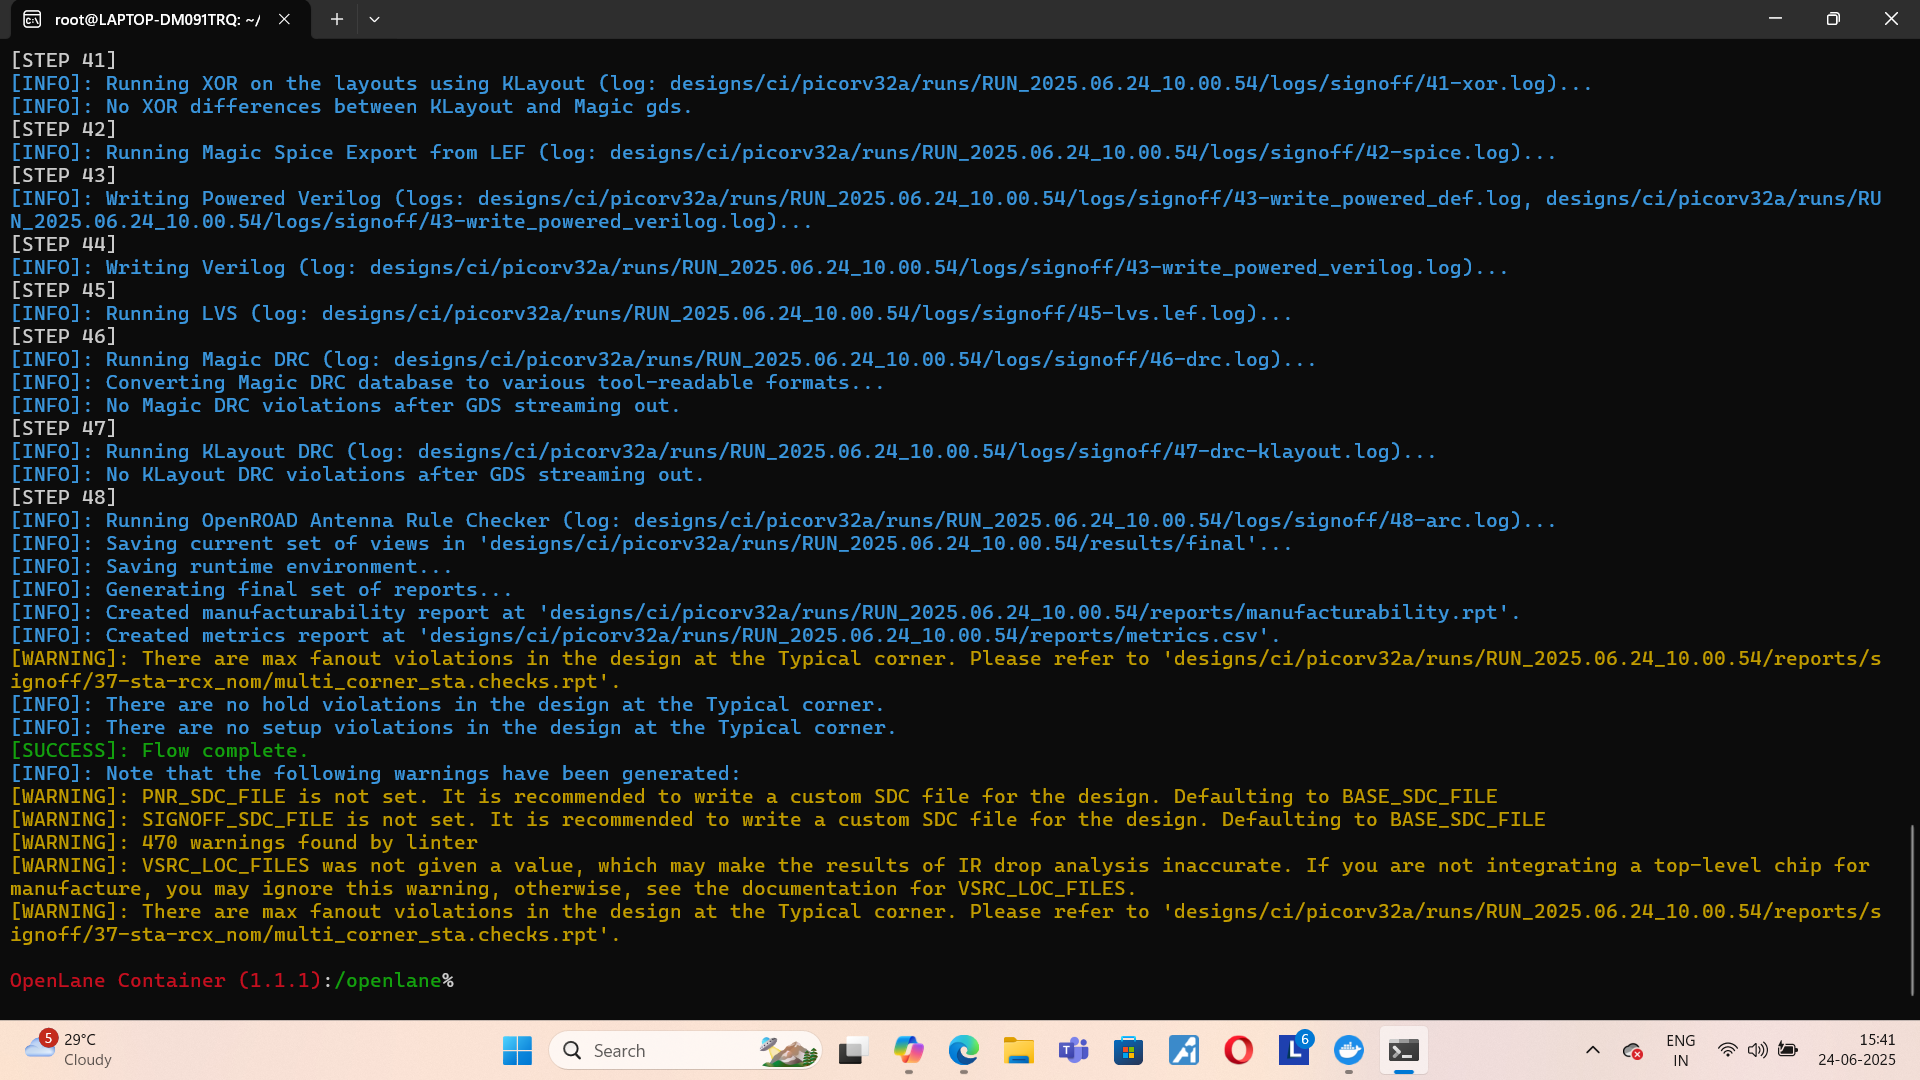 root@LAPTOP-DM091TRQ: ~/
[STEP 41]
[INFO]: Running XOR on the layouts using KLayout (log: designs/ci/picorv32a/runs/RUN_2025.06.24_10.00.54/logs/signoff/41-xor.log)...
[INFO]: No XOR differences between KLayout and Magic gds.
[STEP 42]
[INFO]: Running Magic Spice Export from LEF (log: designs/ci/picorv32a/runs/RUN_2025.06.24_10.00.54/logs/signoff/42-spice.log)...
[STEP 43]
[INFO]: Writing Powered Verilog (logs: designs/ci/picorv32a/runs/RUN_2025.06.24_10.00.54/logs/signoff/43-write_powered_def.log, designs/ci/picorv32a/runs/RU
N_2025.06.24_10.00.54/logs/signoff/43-write_powered_verilog.log)...
[STEP 44]
[INFO]: Writing Verilog (log: designs/ci/picorv32a/runs/RUN_2025.06.24_10.00.54/logs/signoff/43-write_powered_verilog.log)...
[STEP 45]
[INFO]: Running LVS (log: designs/ci/picorv32a/runs/RUN_2025.06.24_10.00.54/logs/signoff/45-lvs.lef.log)...
[STEP 46]
[INFO]: Running Magic DRC (log: designs/ci/picorv32a/runs/RUN_2025.06.24_10.00.54/logs/signoff/46-drc.log)...
[INFO]: Converting Magic DRC database to various tool-readable formats...
[INFO]: No Magic DRC violations after GDS streaming out.
[STEP 47]
[INFO]: Running KLayout DRC (log: designs/ci/picorv32a/runs/RUN_2025.06.24_10.00.54/logs/signoff/47-drc-klayout.log)...
[INFO]: No KLayout DRC violations after GDS streaming out.
[STEP 48]
[INFO]: Running OpenROAD Antenna Rule Checker (log: designs/ci/picorv32a/runs/RUN_2025.06.24_10.00.54/logs/signoff/48-arc.log)...
[INFO]: Saving current set of views in 'designs/ci/picorv32a/runs/RUN_2025.06.24_10.00.54/results/final'...
[INFO]: Saving runtime environment...
[INFO]: Generating final set of reports...
[INFO]: Created manufacturability report at 'designs/ci/picorv32a/runs/RUN_2025.06.24_10.00.54/reports/manufacturability.rpt'.
[INFO]: Created metrics report at 'designs/ci/picorv32a/runs/RUN_2025.06.24_10.00.54/reports/metrics.csv'.
[WARNING]: There are max fanout violations in the design at the Typical corner. Please refer to 'designs/ci/picorv32a/runs/RUN_2025.06.24_10.00.54/reports/s
ignoff/37-sta-rcx_nom/multi_corner_sta.checks.rpt'.
[INFO]: There are no hold violations in the design at the Typical corner.
[INFO]: There are no setup violations in the design at the Typical corner.
[SUCCESS]: Flow complete.
[INFO]: Note that the following warnings have been generated:
[WARNING]: PNR_SDC_FILE is not set. It is recommended to write a custom SDC file for the design. Defaulting to BASE_SDC_FILE
[WARNING]: SIGNOFF_SDC_FILE is not set. It is recommended to write a custom SDC file for the design. Defaulting to BASE_SDC_FILE
[WARNING]: 470 warnings found by linter
[WARNING]: VSRC_LOC_FILES was not given a value, which may make the results of IR drop analysis inaccurate. If you are not integrating a top-level chip for
manufacture, you may ignore this warning, otherwise, see the documentation for VSRC_LOC_FILES.
[WARNING]: There are max fanout violations in the design at the Typical corner. Please refer to 'designs/ci/picorv32a/runs/RUN_2025.06.24_10.00.54/reports/s
ignoff/37-sta-rcx_nom/multi_corner_sta.checks.rpt'.
OpenLane Container (1.1.1):/openlane%
5
29°C
Cloudy
Search
6
ENG
IN
15:41
24-06-2025